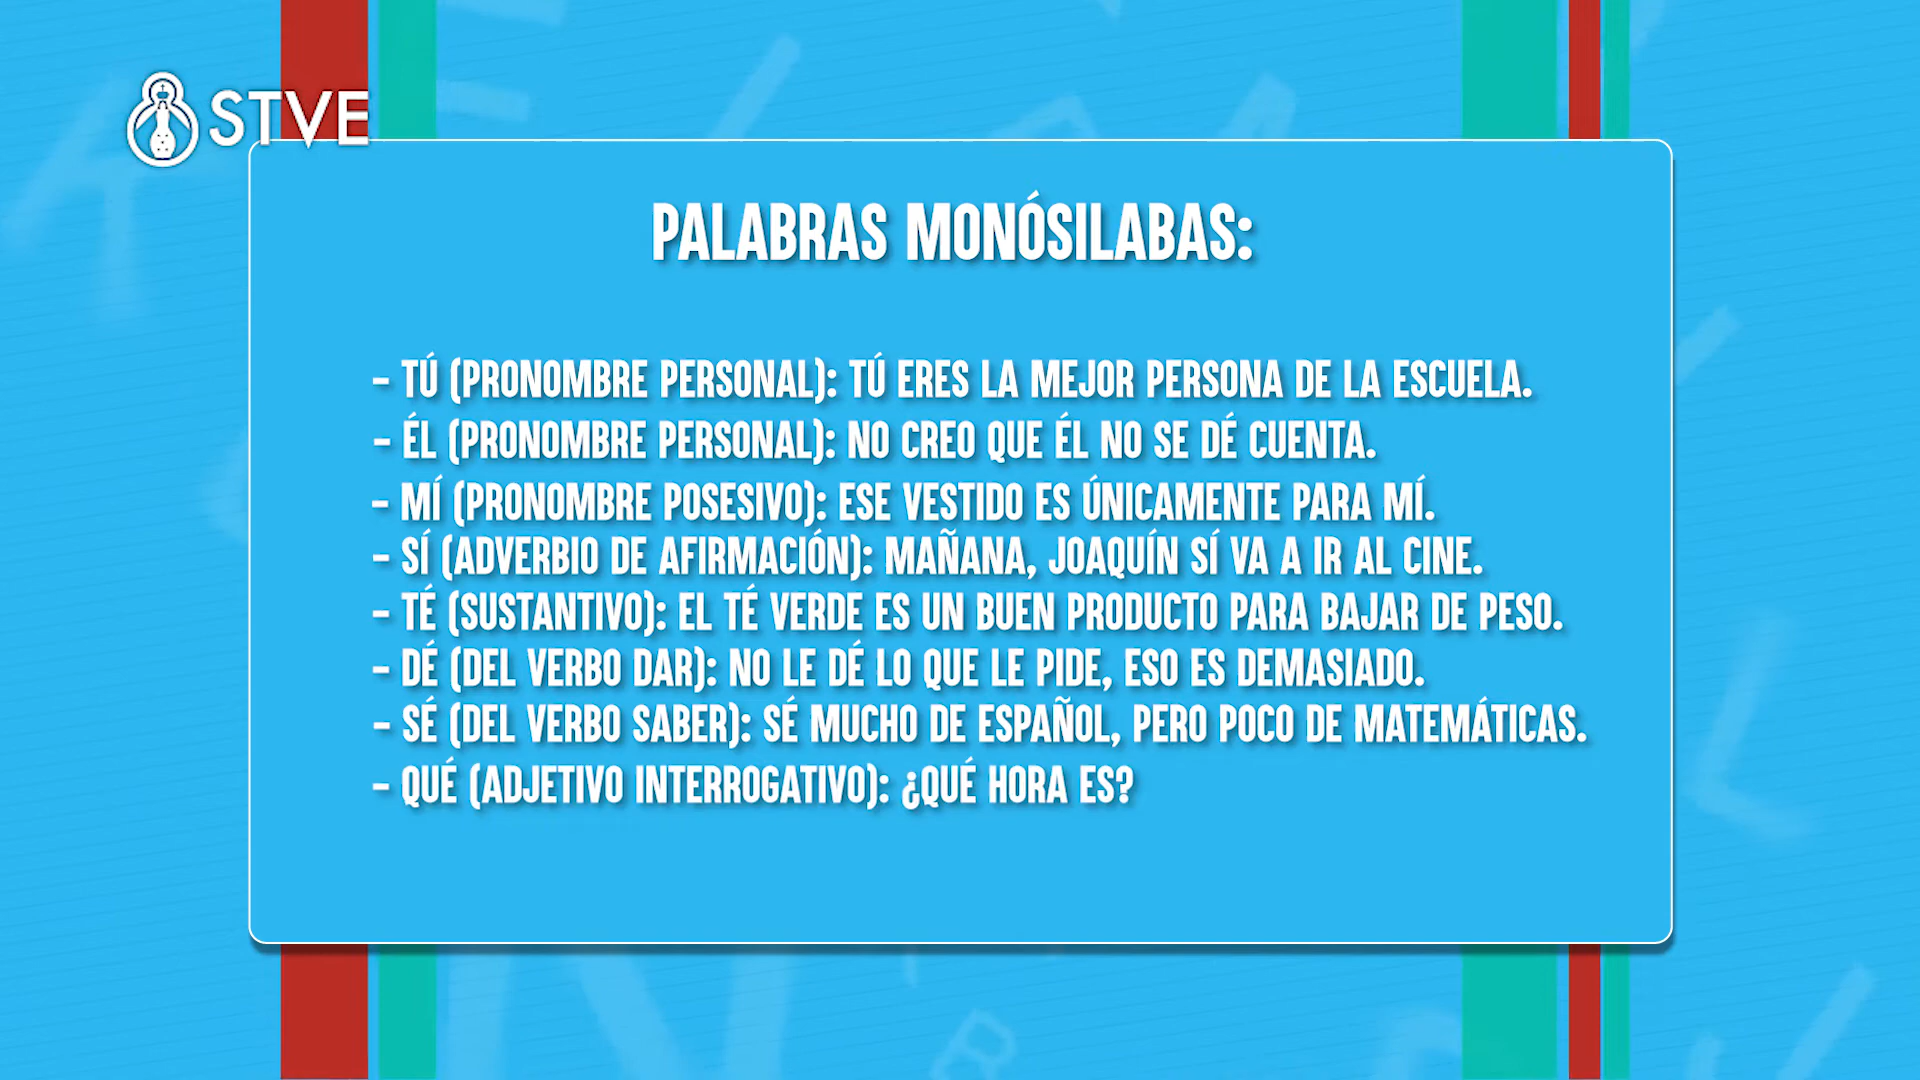 STVE
PALABRAS MONÓSILABAS:
- TÚ (PRONOMBRE PERSONAL): TÚ ERES LA MEJOR PERSONA DE LA ESCUELA.
- ÉL (PRONOMBRE PERSONAL): NO CREO QUE ÉL NO SE DÉ CUENTA.
- MÍ (PRONOMBRE POSESIVO): ESE VESTIDO ES ÚNICAMENTE PARA MÍ.
- SÍ (ADVERBIO DE AFIRMACIÓN): MAÑANA, JOAQUÍN SÍ VA A IR AL CINE.
- TÉ (SUSTANTIVO): EL TÉ VERDE ES UN BUEN PRODUCTO PARA BAJAR DE PESO.
- DÉ (DEL VERBO DAR): NO LE DÉ LO QUE LE PIDE, ESO ES DEMASIADO.
- SÉ (DEL VERBO SABER): SÉ MUCHO DE ESPAÑOL, PERO POCO DE MATEMÁTICAS.
- QUÉ (ADJETIVO INTERROGATIVO): ¿QUÉ HORA ES?